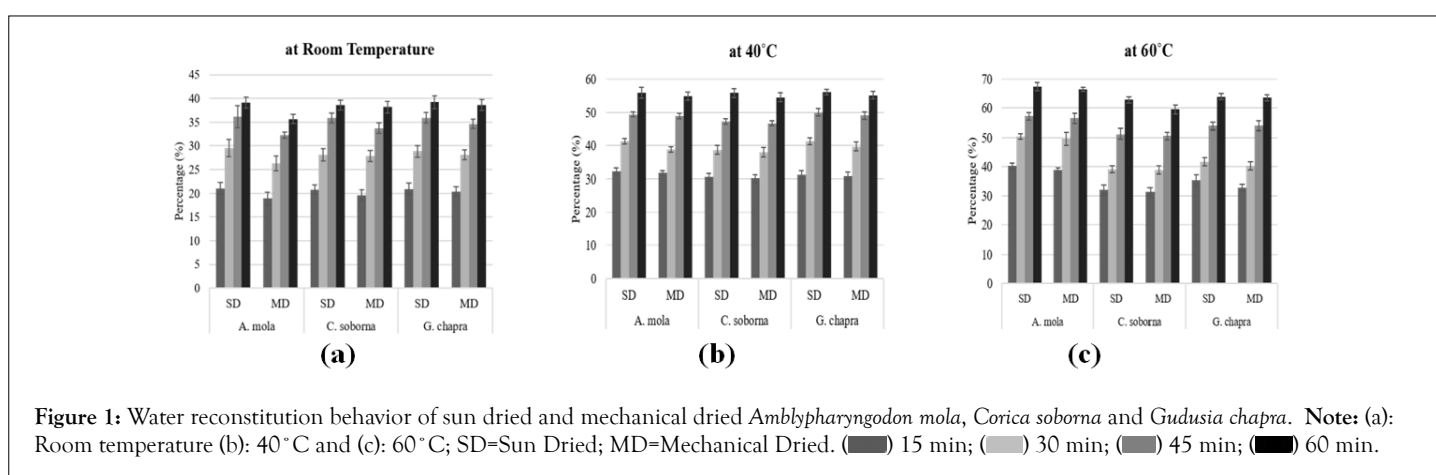 at Room Temperature
45
40
35
30
25
20
15
10
5
0
Percentage (%)
SD MD SD MD SD MD
A. mola C. soborna G. chapra
(a)
at 40°C
60
50
40
30
20
10
0
Percentage (%)
SD MD SD MD SD MD
A. mola C. soborna G. chapra
(b)
at 60°C
70
60
50
40
30
20
10
0
Percentage (%)
SD MD SD MD SD MD
A. mola C. soborna G. chapra
(c)
Figure 1: Water reconstitution behavior of sun dried and mechanical dried Amblypharyngodon mola, Corica soborna and Gudusia chapra. Note: (a):
Room temperature (b): 40°C and (c): 60°C; SD=Sun Dried; MD=Mechanical Dried. ( ) 15 min; ( ) 30 min; ( ) 45 min; ( ) 60 min.